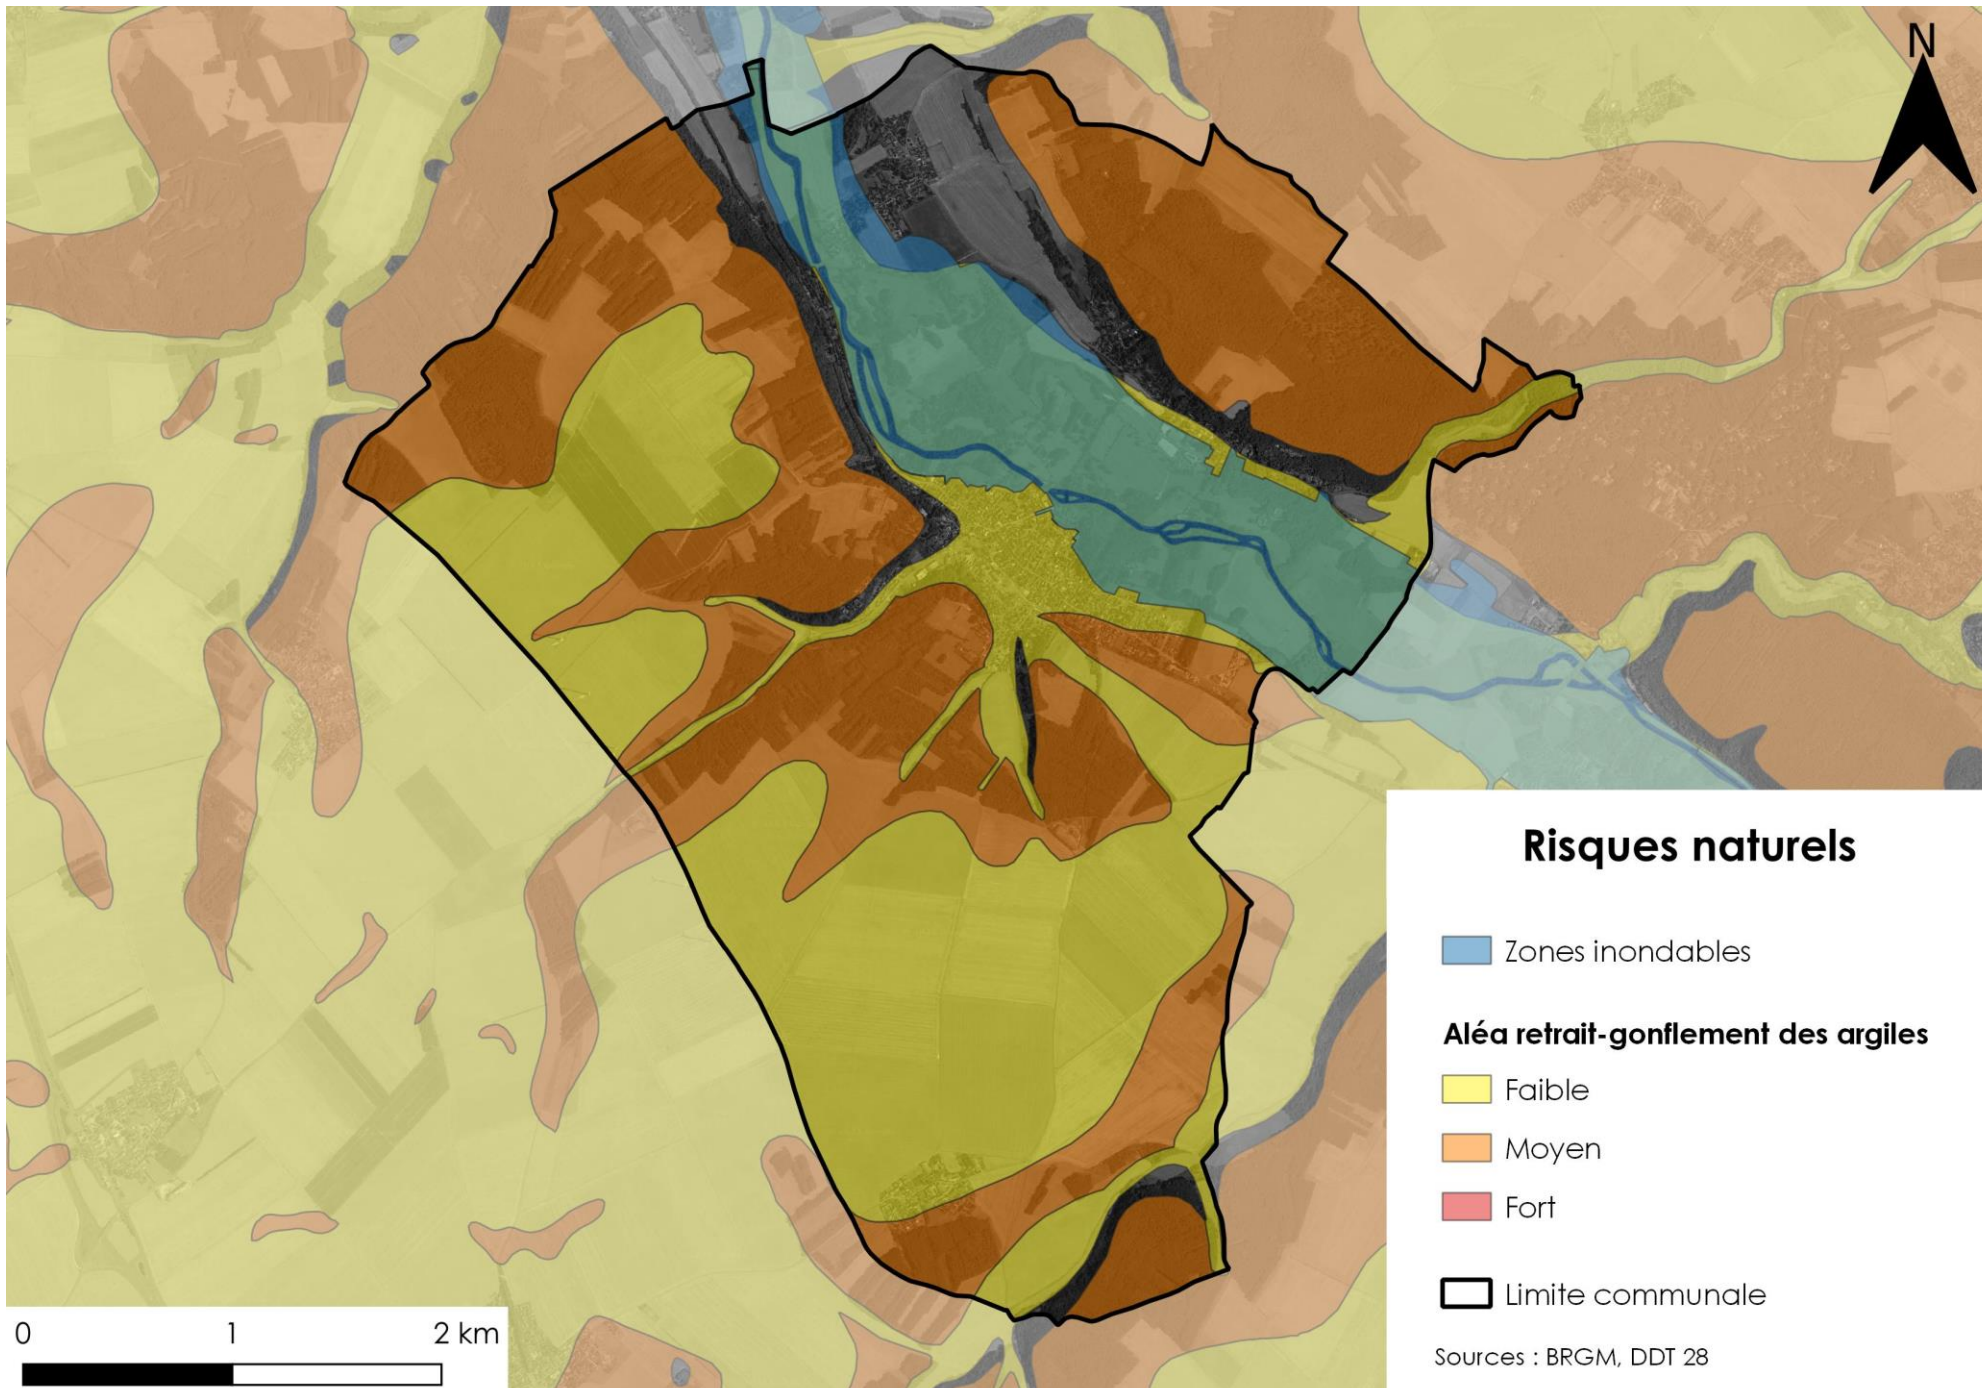 N
Risques naturels
Zones inondables
Aléa retrait-gonflement des argiles
Faible
Moyen
Fort
Limite communale
Sources : BRGM, DDT 28
0 1 2 km